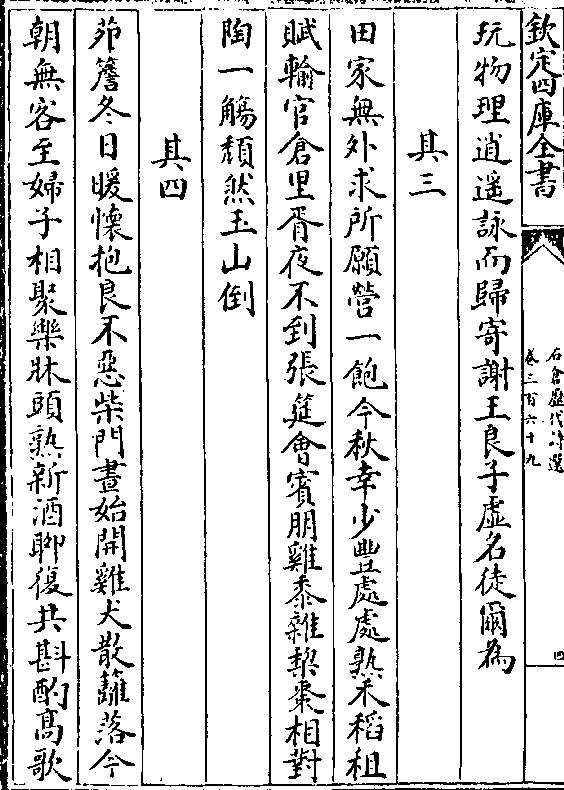 欽定四庫全書
石倉歷代詩選
卷三百六十九
四
玩物理逍遥詠而歸寄謝王良子虛名徒爾為
其三
田家無外求所願營一飽今秋幸少豐處處熟禾稻租
賦輸官倉里胥夜不到張筵會賓朋雞黍雜棃棗相對
陶一觴頹然玉山倒
其四
茆簷冬日暖懷抱良不惡柴門晝始開雞犬散籬落今
朝無客至婦子相聚樂牀頭熟新酒聊復共斟酌髙歌